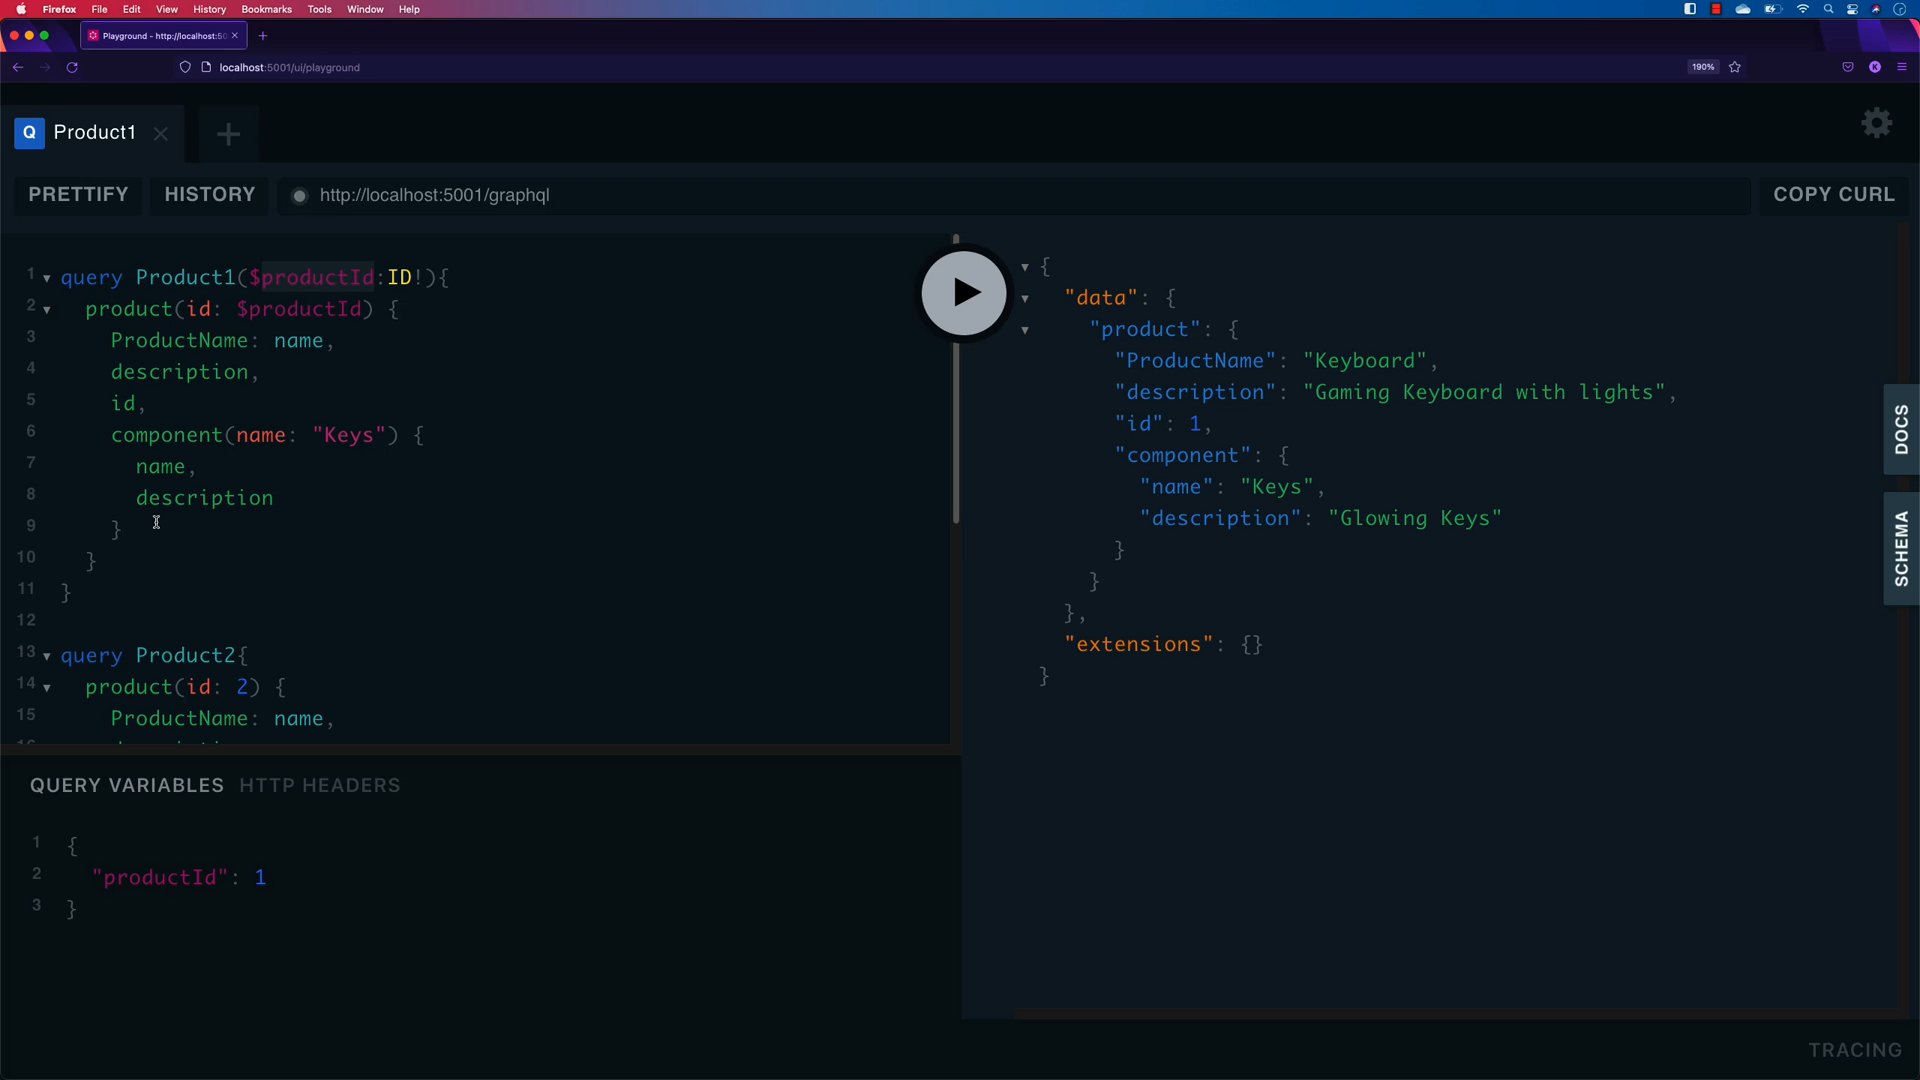 Firefox File Edit View History Bookmarks Tools Window Help
Playground - http://localhost:50
localhost:5001/ui/playground
190%
K
Q Product1
PRETTIFY HISTORY http://localhost:5001/graphql COPY CURL
1 query Product1($productId:ID!){
2 product(id: $productId) {
3 ProductName: name,
4 description,
5 id,
6 component(name: "Keys") {
7 name,
8 description
9 }
10 }
11 }
12
13 query Product2{
14 product(id: 2) {
15 ProductName: name,
{
"data": {
"product": {
"ProductName": "Keyboard",
"description": "Gaming Keyboard with lights",
"id": 1,
"component": {
"name": "Keys",
"description": "Glowing Keys"
}
}
},
"extensions": {}
}
DOCS
SCHEMA
QUERY VARIABLES HTTP HEADERS
1 {
2 "productId": 1
3 }
TRACING